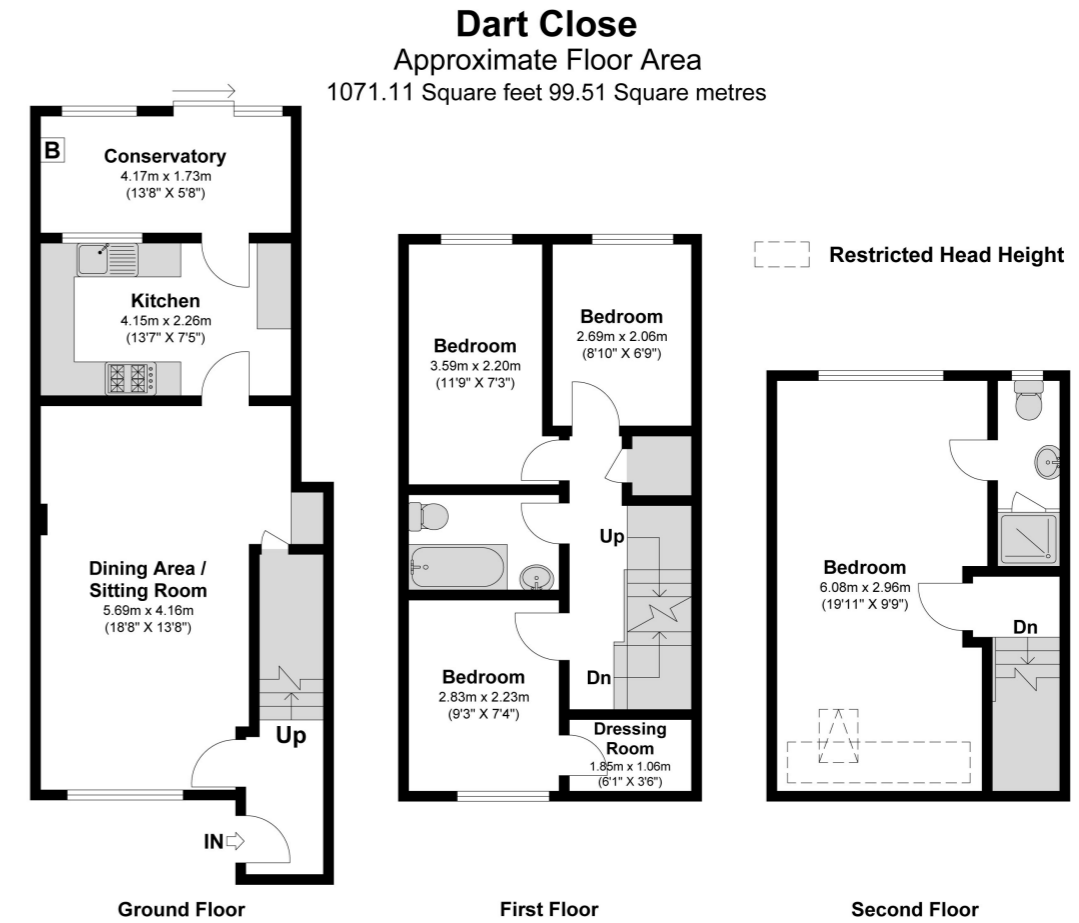 Dart Close
Approximate Floor Area
1071.11 Square feet 99.51 Square metres
B
Conservatory
4.17m x 1.73m
(13'8" X 5'8")
Kitchen
4.15m x 2.26m
(13'7" X 7'5")
Dining Area /
Sitting Room
5.69m x 4.16m
(18'8" X 13'8")
Up
IN
Ground Floor
Bedroom
3.59m x 2.20m
(11'9" X 7'3")
Bedroom
2.69m x 2.06m
(8'10" X 6'9")
Up
Dn
Bedroom
2.83m x 2.23m
(9'3" X 7'4")
Dressing
Room
1.85m x 1.06m
(6'1" X 3'6")
First Floor
Restricted Head Height
Bedroom
6.08m x 2.96m
(19'11" X 9'9")
Dn
Second Floor